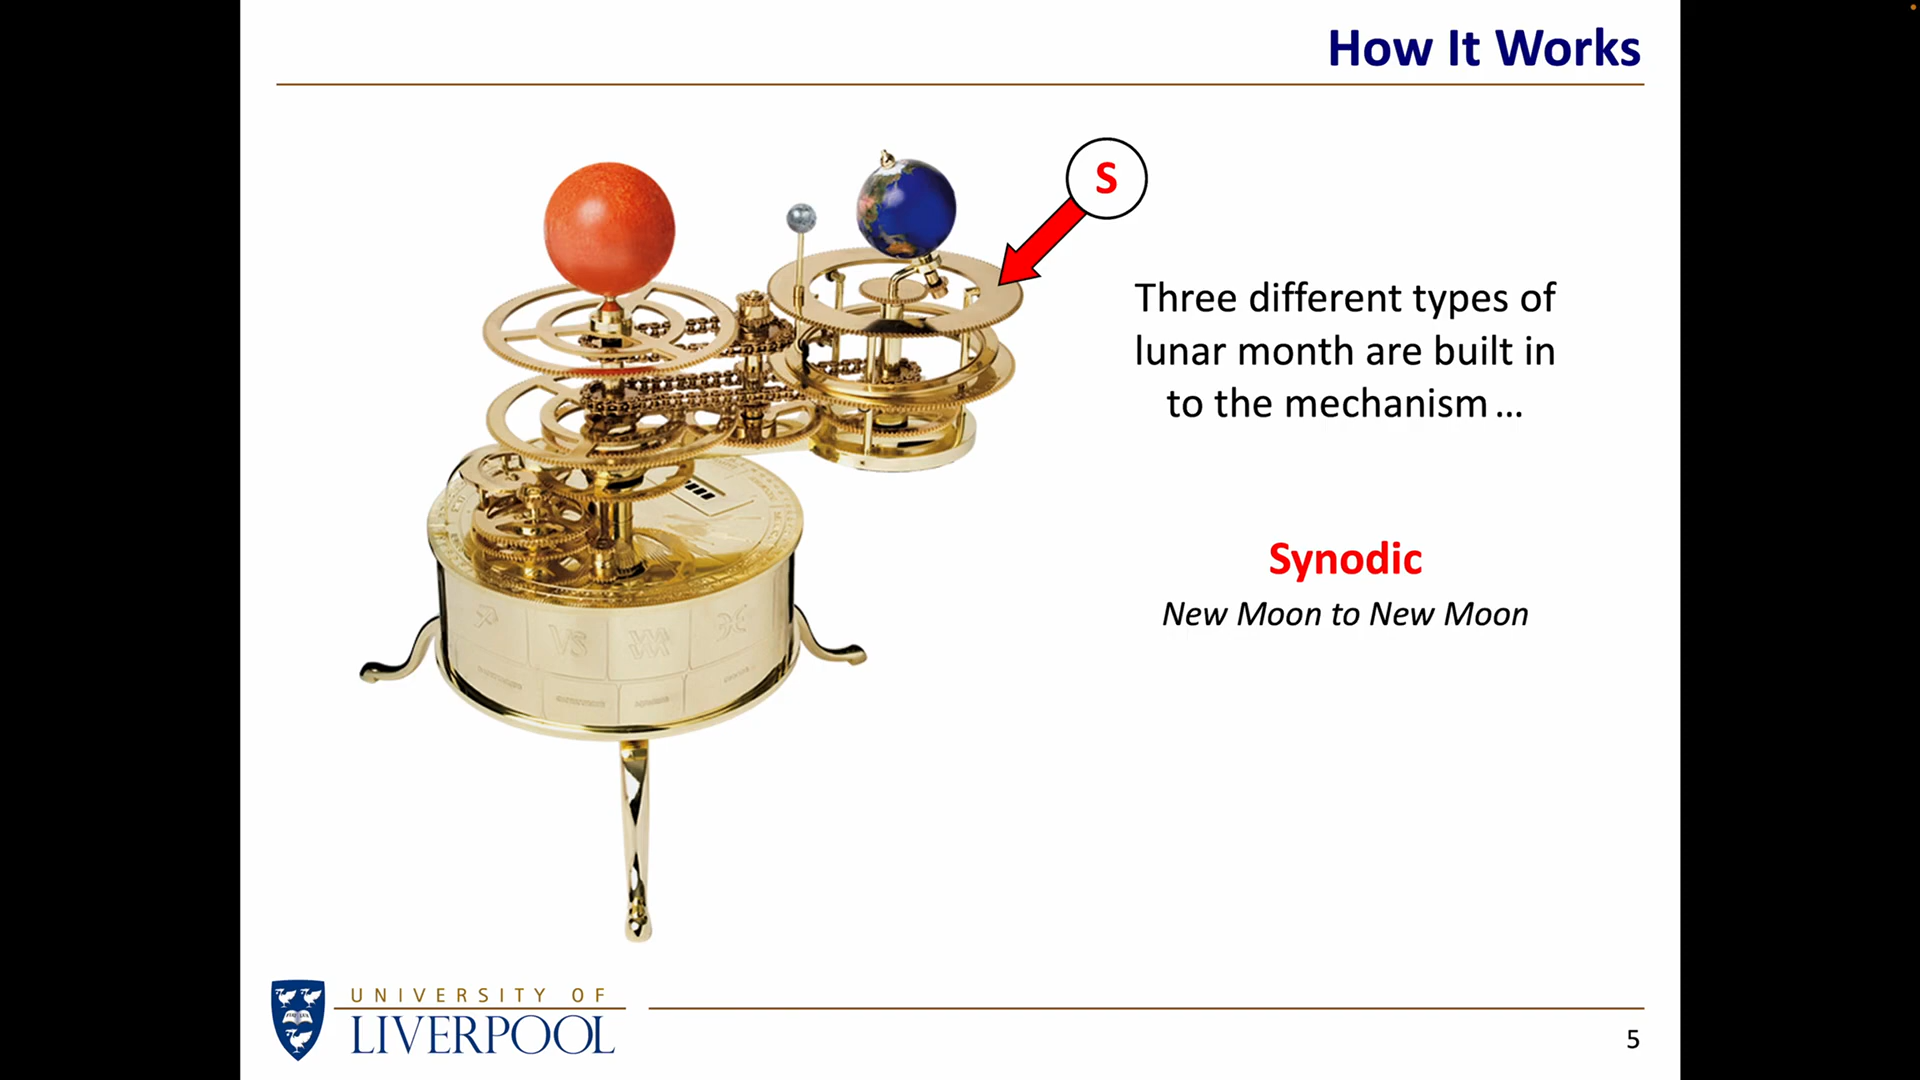 How It Works
S
Three different types of
lunar month are built in
to the mechanism ...
Synodic
New Moon to New Moon
UNIVERSITY OF
LIVERPOOL
5